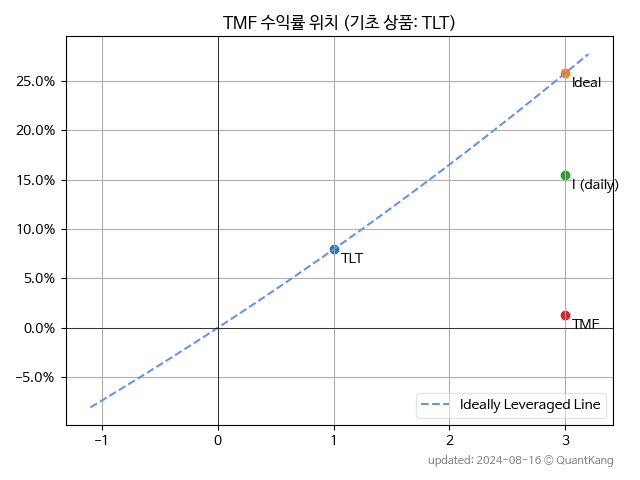 TMF 수익률 위치 (기초 상품: TLT)
25.0%
20.0%
15.0%
10.0%
5.0%
0.0%
−5.0%
Ideal
I (daily)
TLT
TMF
Ideally Leveraged Line
−1 0 1 2 3
updated: 2024-08-16 © QuantKang